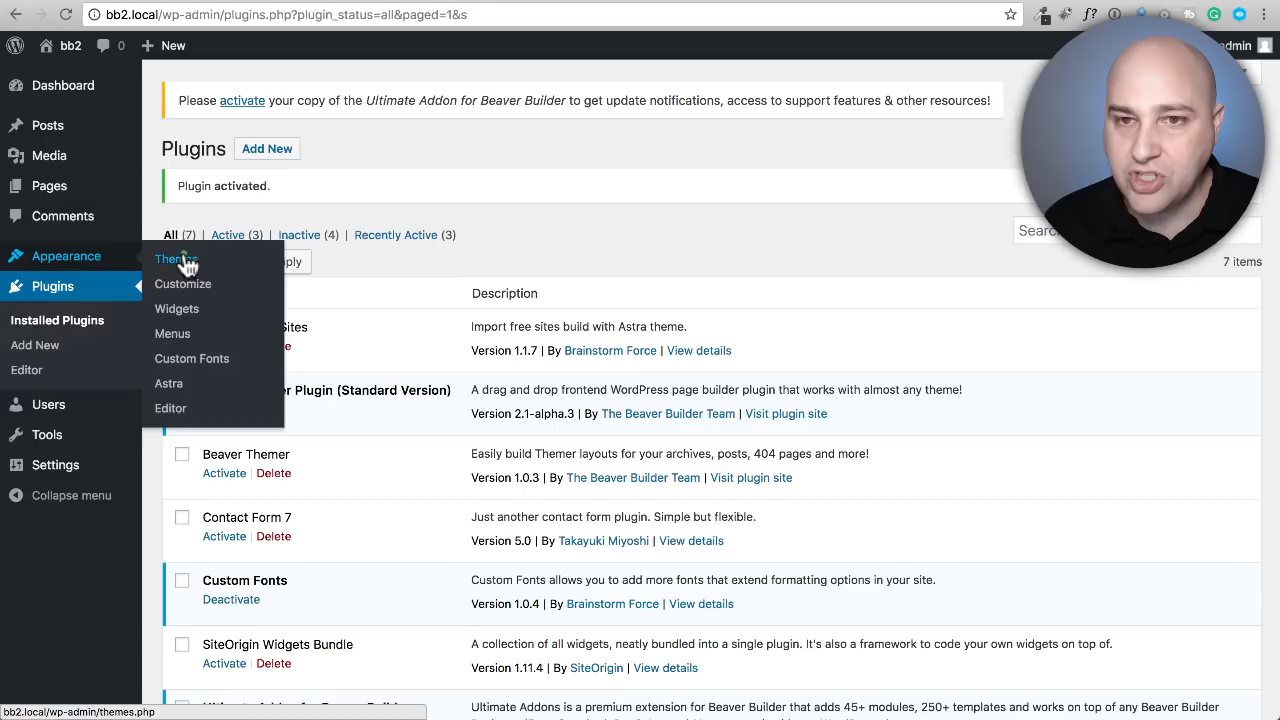 bb2.local/wp-admin/plugins.php?plugin_status=all&paged=1&s
bb2
0
New
admin
Dashboard
Posts
Media
Pages
Comments
Appearance
Plugins
Installed Plugins
Add New
Editor
Users
Tools
Settings
Collapse menu
Themes
Customize
Widgets
Menus
Custom Fonts
Astra
Editor
Please activate your copy of the Ultimate Addon for Beaver Builder to get update notifications, access to support features & other resources!
Plugins Add New
Plugin activated.
All (7) | Active (3) | Inactive (4) | Recently Active (3)
7 items
Description
Sites
Import free sites build with Astra theme.
Version 1.1.7 | By Brainstorm Force | View details
Plugin (Standard Version)
A drag and drop frontend WordPress page builder plugin that works with almost any theme!
Version 2.1-alpha.3 | By The Beaver Builder Team | Visit plugin site
Beaver Themer
Activate | Delete
Easily build Themer layouts for your archives, posts, 404 pages and more!
Version 1.0.3 | By The Beaver Builder Team | Visit plugin site
Contact Form 7
Activate | Delete
Just another contact form plugin. Simple but flexible.
Version 5.0 | By Takayuki Miyoshi | View details
Custom Fonts
Deactivate
Custom Fonts allows you to add more fonts that extend formatting options in your site.
Version 1.0.4 | By Brainstorm Force | View details
SiteOrigin Widgets Bundle
Activate | Delete
A collection of all widgets, neatly bundled into a single plugin. It's also a framework to code your own widgets on top of.
Version 1.11.4 | By SiteOrigin | View details
Ultimate Addons is a premium extension for Beaver Builder that adds 45+ modules, 250+ templates and works on top of any Beaver Builder
bb2.local/wp-admin/themes.php